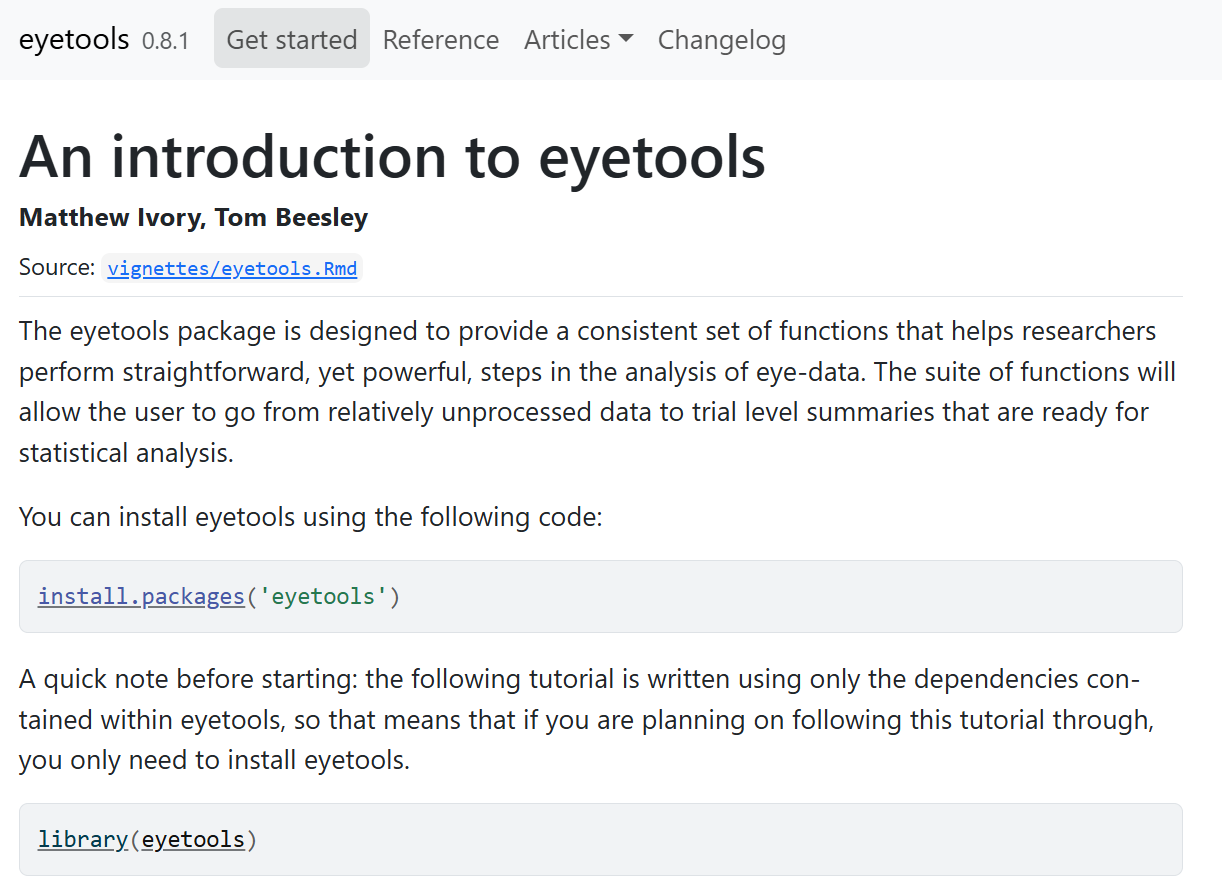 eyetools 0.8.1 Get started Reference Articles Changelog
An introduction to eyetools
Matthew Ivory, Tom Beesley
Source: vignettes/eyetools.Rmd
The eyetools package is designed to provide a consistent set of functions that helps researchers
perform straightforward, yet powerful, steps in the analysis of eye-data. The suite of functions will
allow the user to go from relatively unprocessed data to trial level summaries that are ready for
statistical analysis.
You can install eyetools using the following code:
install.packages('eyetools')
A quick note before starting: the following tutorial is written using only the dependencies con-
tained within eyetools, so that means that if you are planning on following this tutorial through,
you only need to install eyetools.
library(eyetools)